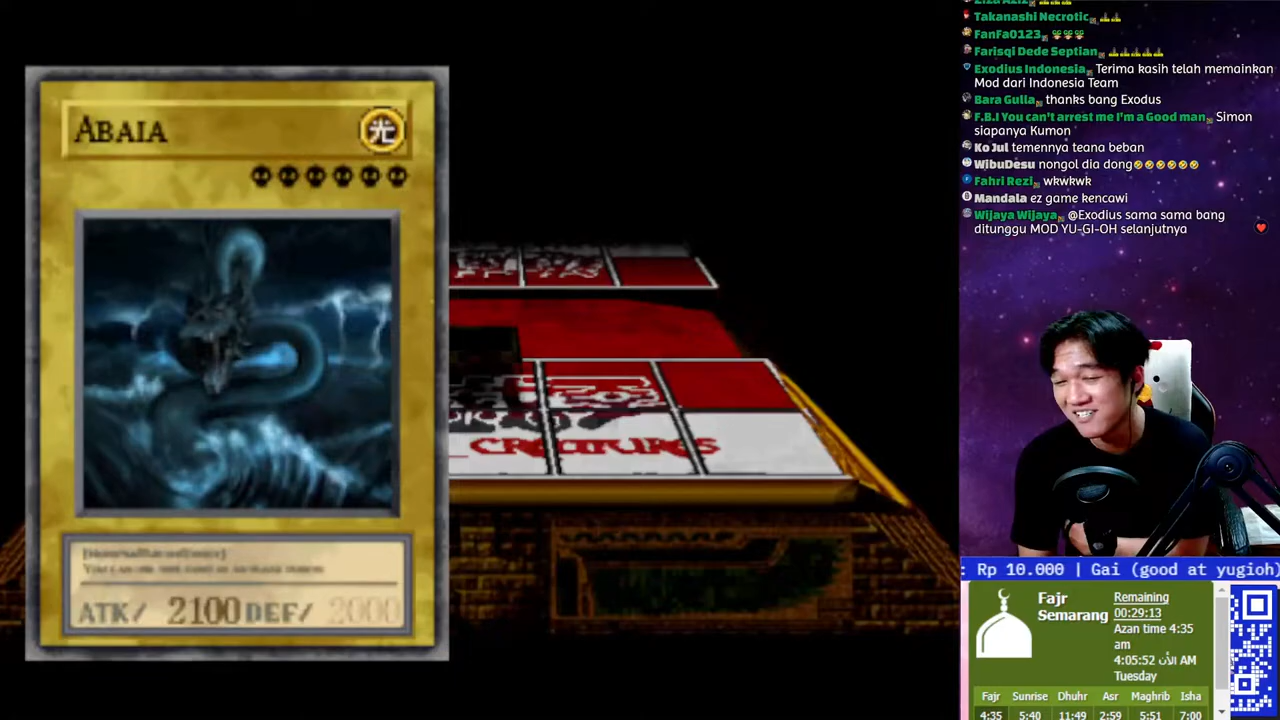 ABAIA
光
ATK/ 2100 DEF/ 2000
CREATURES
Takanashi Necrotic
FanFa0123
Farisqi Dede Septian
Exodius Indonesia Terima kasih telah memainkan
Mod dari Indonesia Team
Bara Gulla thanks bang Exodus
F.B.I You can't arrest me I'm a Good man Simon
siapanya Kumon
Ko Jul temennya teana beban
WibuDesu nongol dia dong🤣🤣🤣🤣🤣🤣
Fahri Rezi wkwkwk
Mandala ez game kencawi
Wijaya Wijaya @Exodius sama sama bang
ditunggu MOD YU-GI-OH selanjutnya
: Rp 10.000 | Gai (good at yugioh)
Fajr
Semarang
Remaining
00:29:13
Azan time 4:35
am
4:05:52 الآن AM
Tuesday
Fajr Sunrise Dhuhr Asr Maghrib Isha
4:35 5:40 11:49 2:59 5:51 7:00